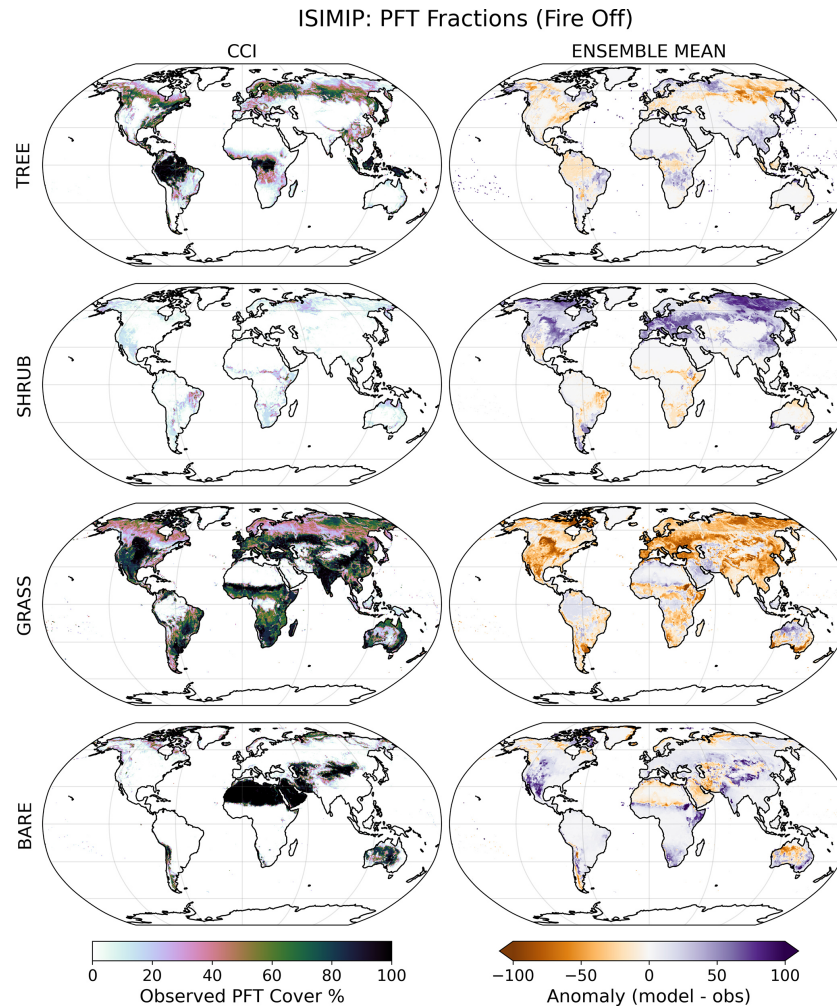 ISIMIP: PFT Fractions (Fire Off)
CCI
ENSEMBLE MEAN
TREE
SHRUB
GRASS
BARE
0 20 40 60 80 100
Observed PFT Cover %
−100 −50 0 50 100
Anomaly (model - obs)